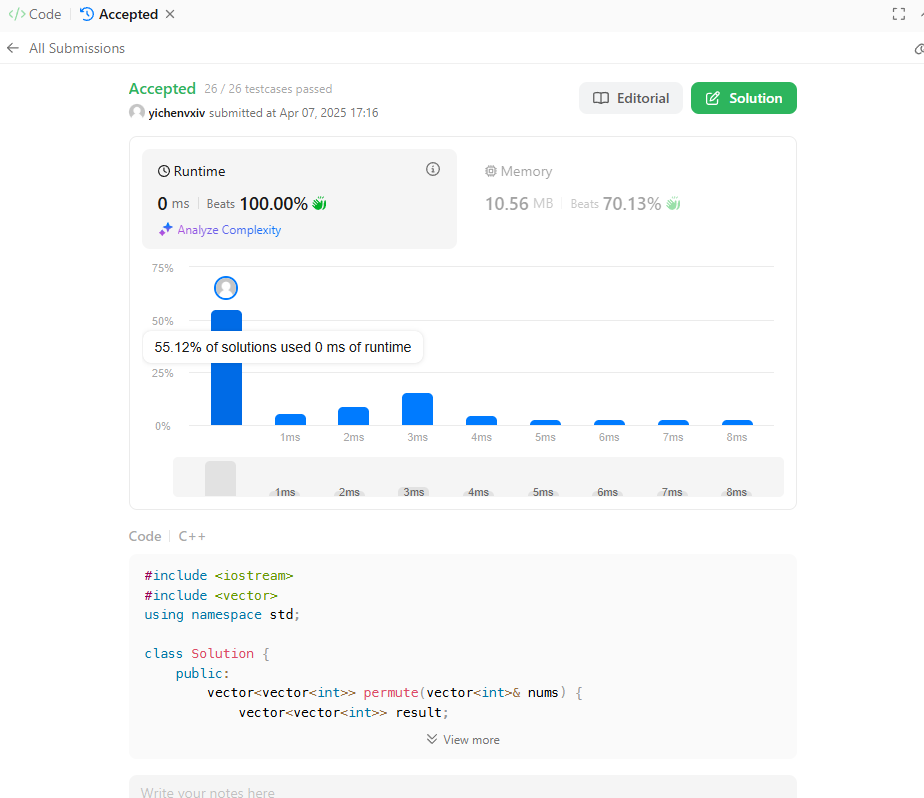 </> Code | Accepted ×
← All Submissions
Accepted 26 / 26 testcases passed
yichenvxiv submitted at Apr 07, 2025 17:16
Editorial
Solution
Runtime
0 ms | Beats 100.00%
Analyze Complexity
Memory
10.56 MB | Beats 70.13%
75%
50%
55.12% of solutions used 0 ms of runtime
25%
0%
1ms 2ms 3ms 4ms 5ms 6ms 7ms 8ms
1ms 2ms 3ms 4ms 5ms 6ms 7ms 8ms
Code | C++
#include <iostream>
#include <vector>
using namespace std;
class Solution {
public:
vector<vector<int>> permute(vector<int>& nums) {
vector<vector<int>> result;
View more
Write your notes here